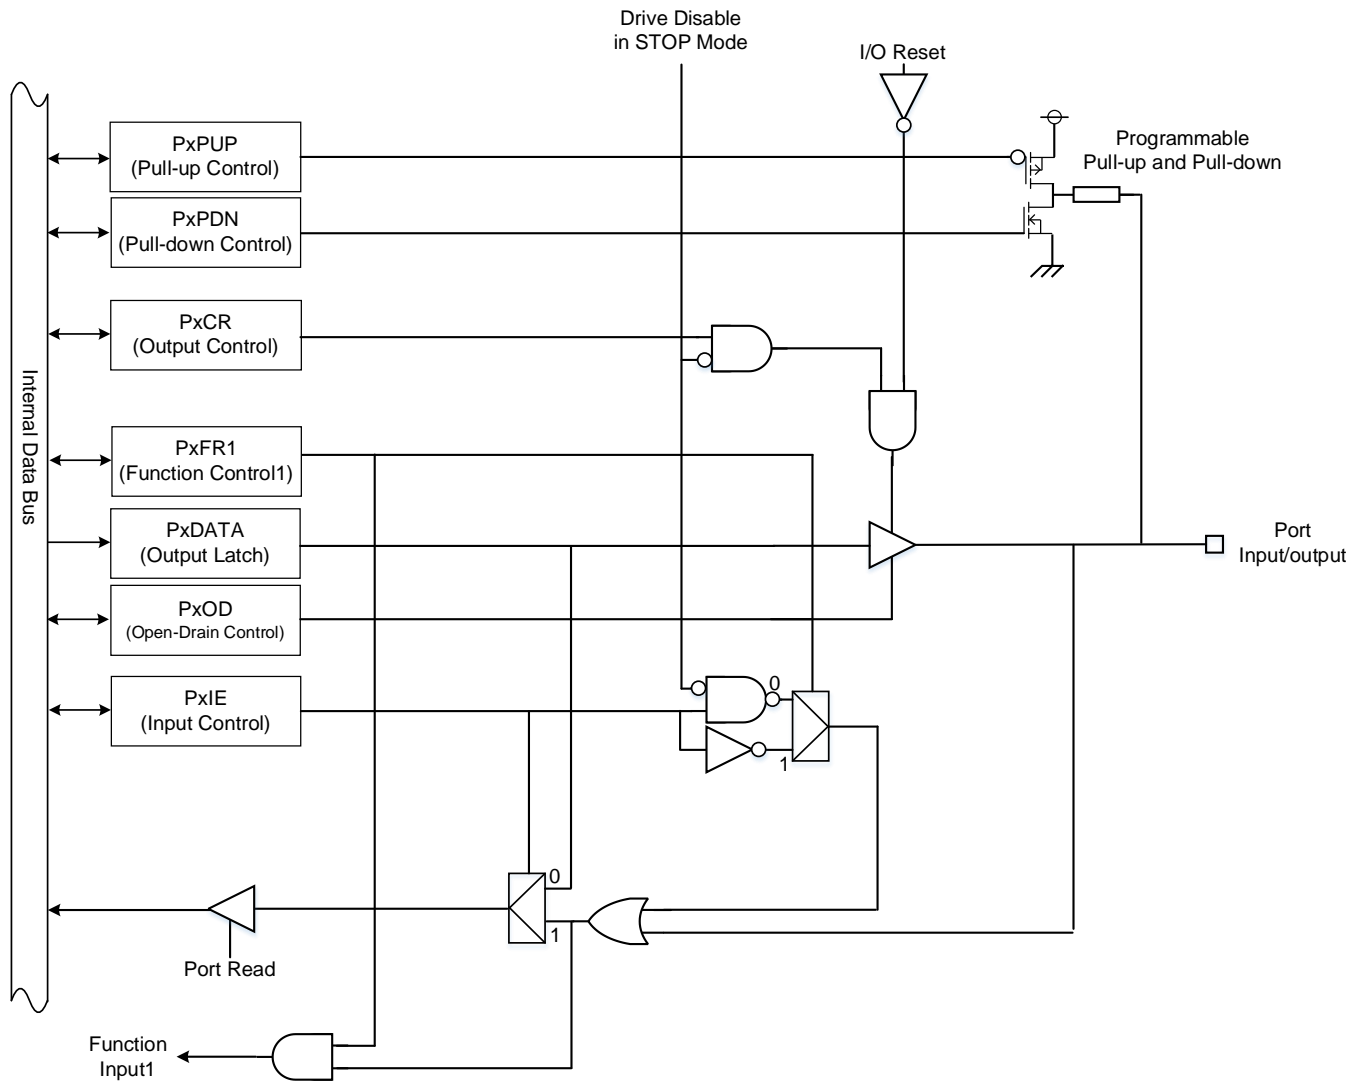 Drive Disable
in STOP Mode
I/O Reset
Programmable
Pull-up and Pull-down
PxPUP
(Pull-up Control)
PxPDN
(Pull-down Control)
PxCR
(Output Control)
Internal Data Bus
PxFR1
(Function Control1)
PxDATA
(Output Latch)
Port
Input/output
PxOD
(Open-Drain Control)
PxIE
(Input Control)
0
1
0
1
Port Read
Function
Input1